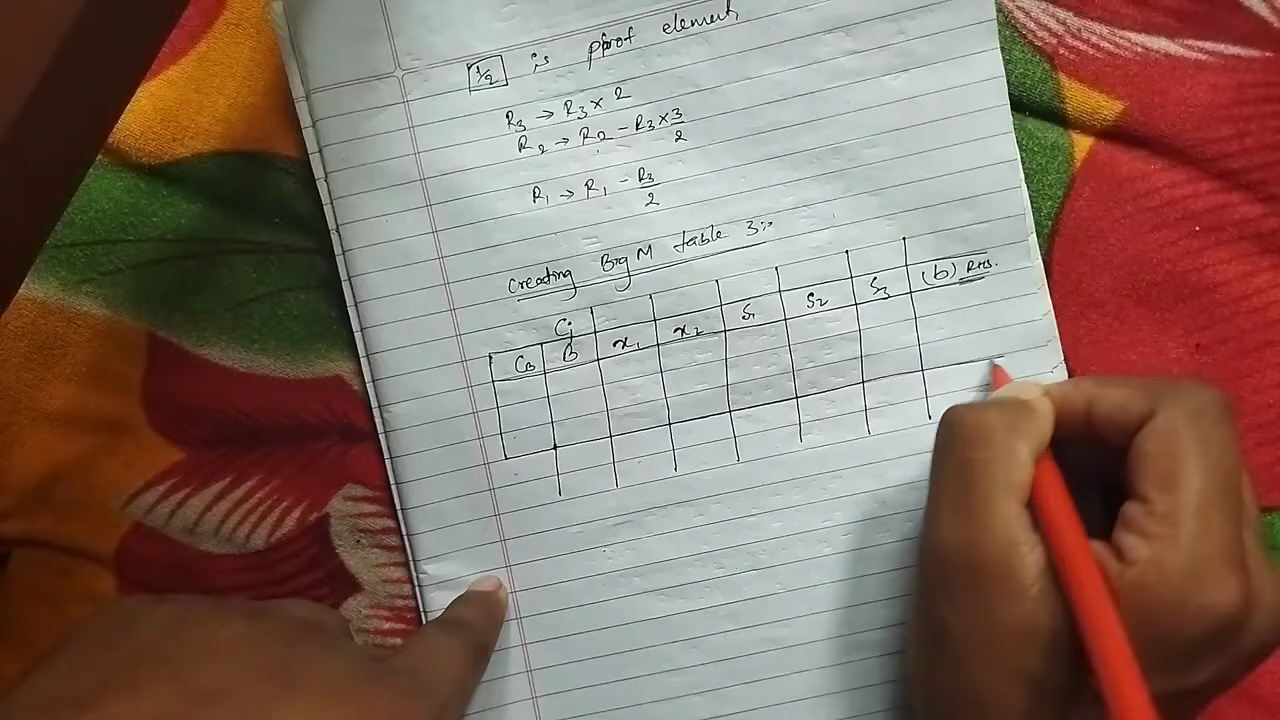 1/2 is pprof element
R3 → R3 × 2
R2 → R2 - R3 × 3/2
R1 → R1 - R3/2
Creating Big M table 3:-
Cj
CB B x1 x2 S1 S2 S3 (b) RHS.